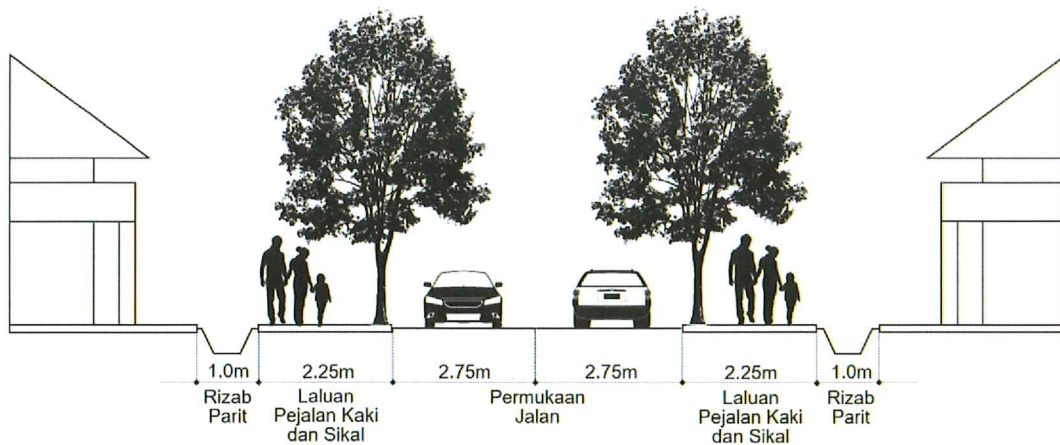 1.0m 2.25m 2.75m 2.75m 2.25m 1.0m
Rizab
Parit
Laluan
Pejalan Kaki
dan Sikal
Permukaan
Jalan
Laluan
Pejalan Kaki
dan Sikal
Rizab
Parit